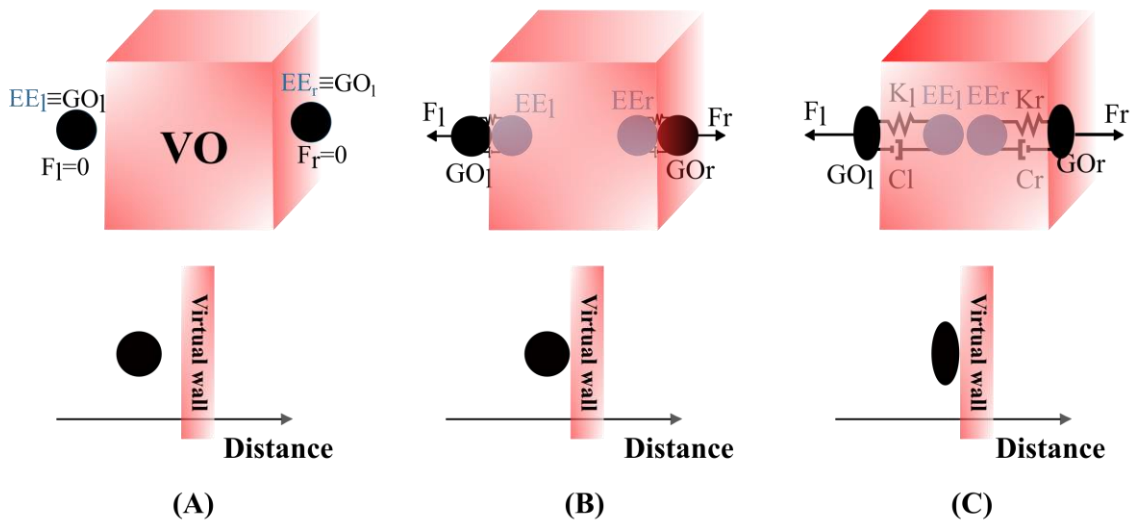 EEl≡GOl
Fl=0
VO
EEr≡GOl
Fr=0
Fl
EEl
EEr
Fr
GOl
GOr
Fl
Kl
EEl
EEr
Kr
Fr
GOl
Cl
Cr
GOr
Virtual wall
Distance
Virtual wall
Distance
Virtual wall
Distance
(A)
(B)
(C)